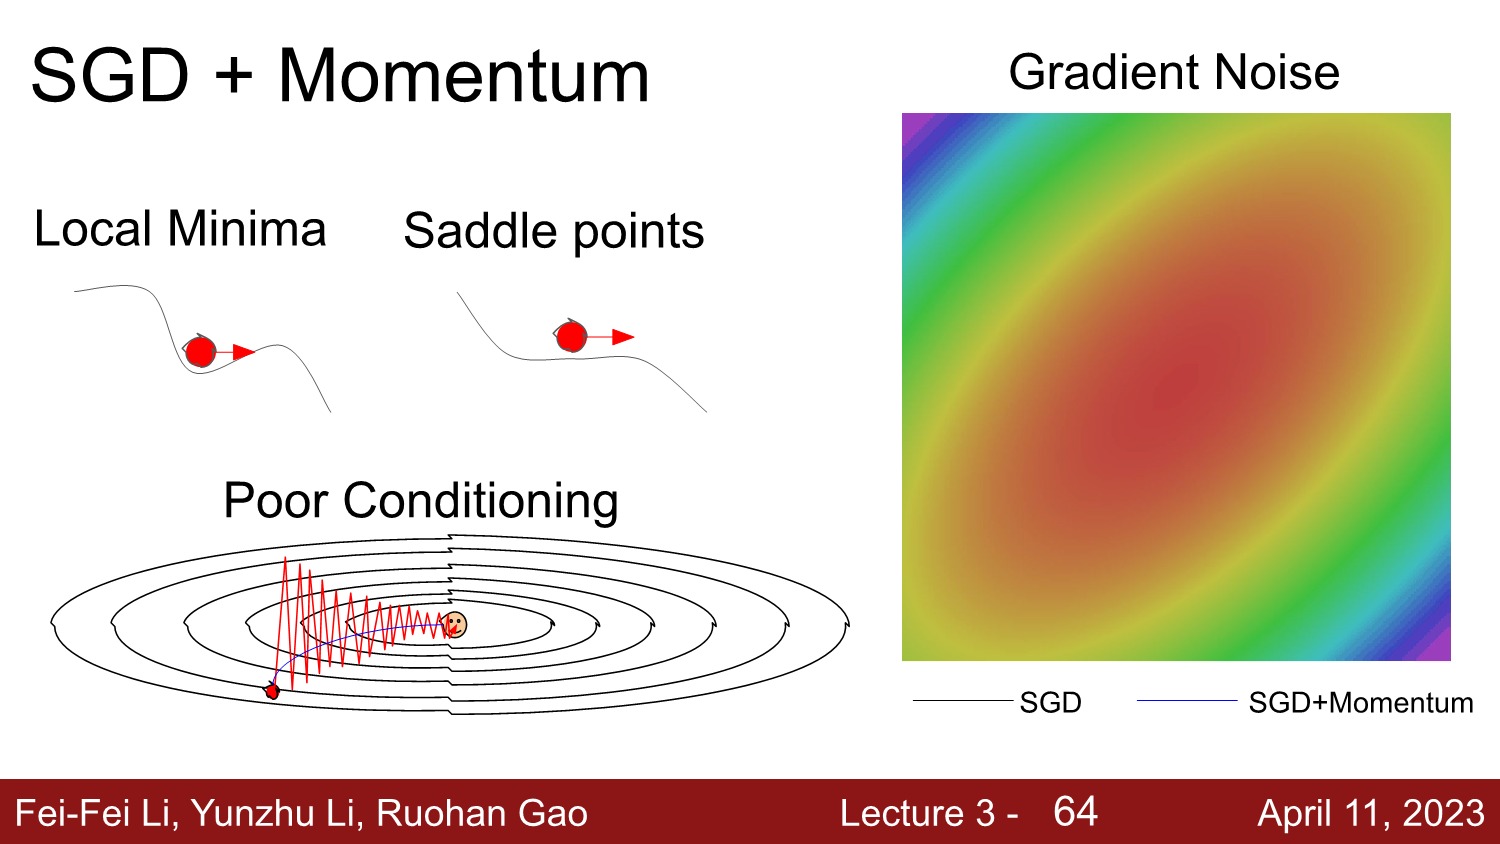 SGD + Momentum
Gradient Noise
Local Minima
Saddle points
Poor Conditioning
SGD
SGD+Momentum
Fei-Fei Li, Yunzhu Li, Ruohan Gao
Lecture 3 - 64
April 11, 2023